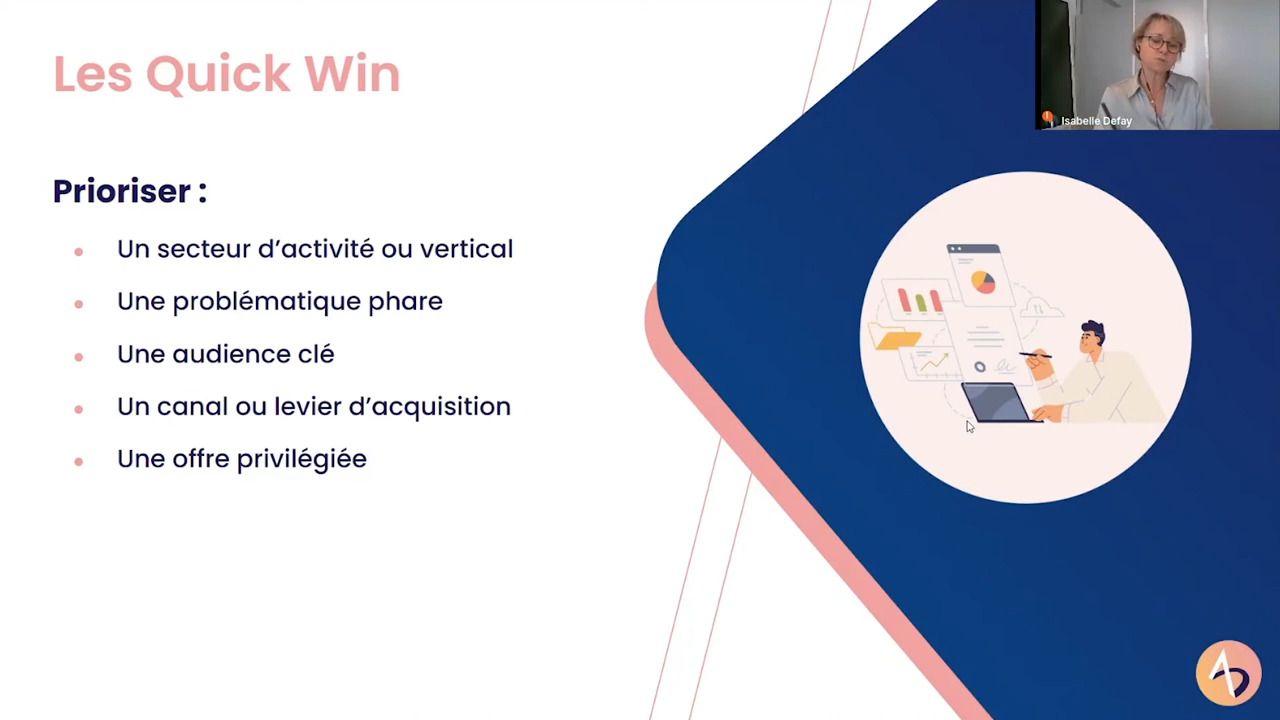 Les Quick Win
Isabelle Defay
Prioriser :
Un secteur d’activité ou vertical
Une problématique phare
Une audience clé
Un canal ou levier d’acquisition
Une offre privilégiée